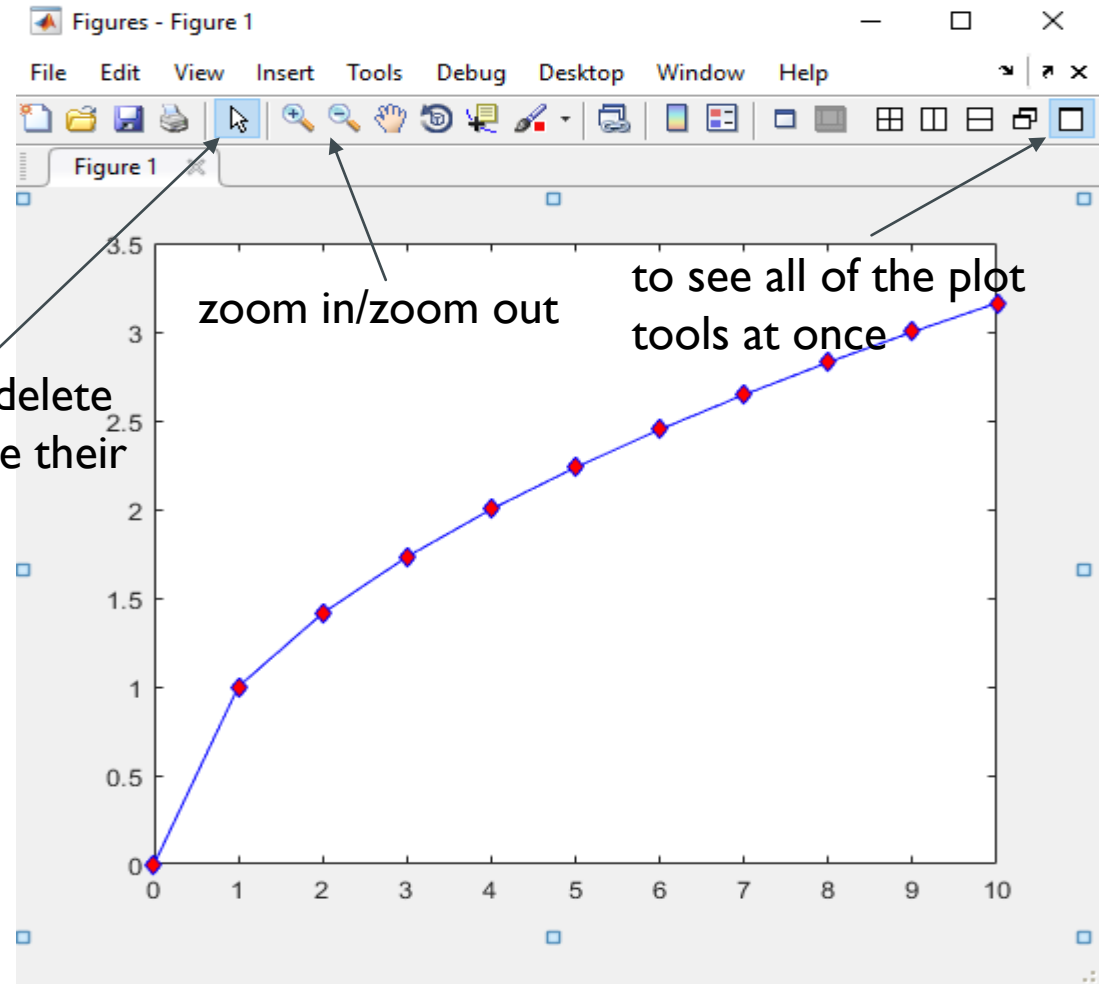 Figures - Figure 1
File Edit View Insert Tools Debug Desktop Window Help
Figure 1
3.5
to see all of the plot
zoom in/zoom out
tools at once
3
delete
2.5
e their
2
1.5
1
0.5
0
0 1 2 3 4 5 6 7 8 9 10